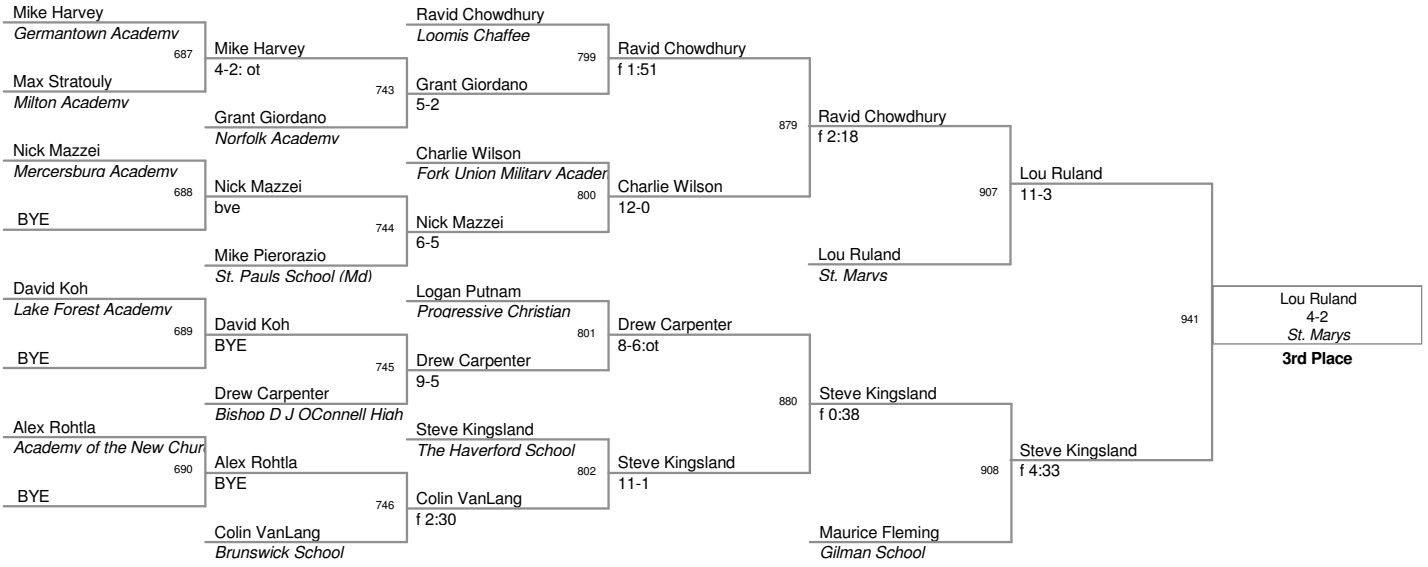 Mike Harvey
Germantown Academy
687
Max Stratouly
Milton Academy
Nick Mazzei
Mercersburg Academy
688
BYE
David Koh
Lake Forest Academy
689
BYE
Alex Rohtla
Academy of the New Chur
690
BYE
Mike Harvey
4-2: ot
743
Grant Giordano
Norfolk Academy
Nick Mazzei
bye
744
Mike Pierorazio
St. Pauls School (Md)
David Koh
BYE
745
Drew Carpenter
Bishop D J OConnell High
Alex Rohtla
BYE
746
Colin VanLang
Brunswick School
Ravid Chowdhury
Loomis Chaffee
799
Grant Giordano
5-2
Charlie Wilson
Fork Union Military Academ
800
Nick Mazzei
6-5
Logan Putnam
Progressive Christian
801
Drew Carpenter
9-5
Steve Kingsland
The Haverford School
802
Colin VanLang
f 2:30
Ravid Chowdhury
f 1:51
879
Charlie Wilson
12-0
Drew Carpenter
8-6:ot
880
Steve Kingsland
11-1
Ravid Chowdhury
f 2:18
907
Lou Ruland
St. Marys
Steve Kingsland
f 0:38
908
Maurice Fleming
Gilman School
Lou Ruland
11-3
941
Steve Kingsland
f 4:33
Lou Ruland
4-2
St. Marys
3rd Place